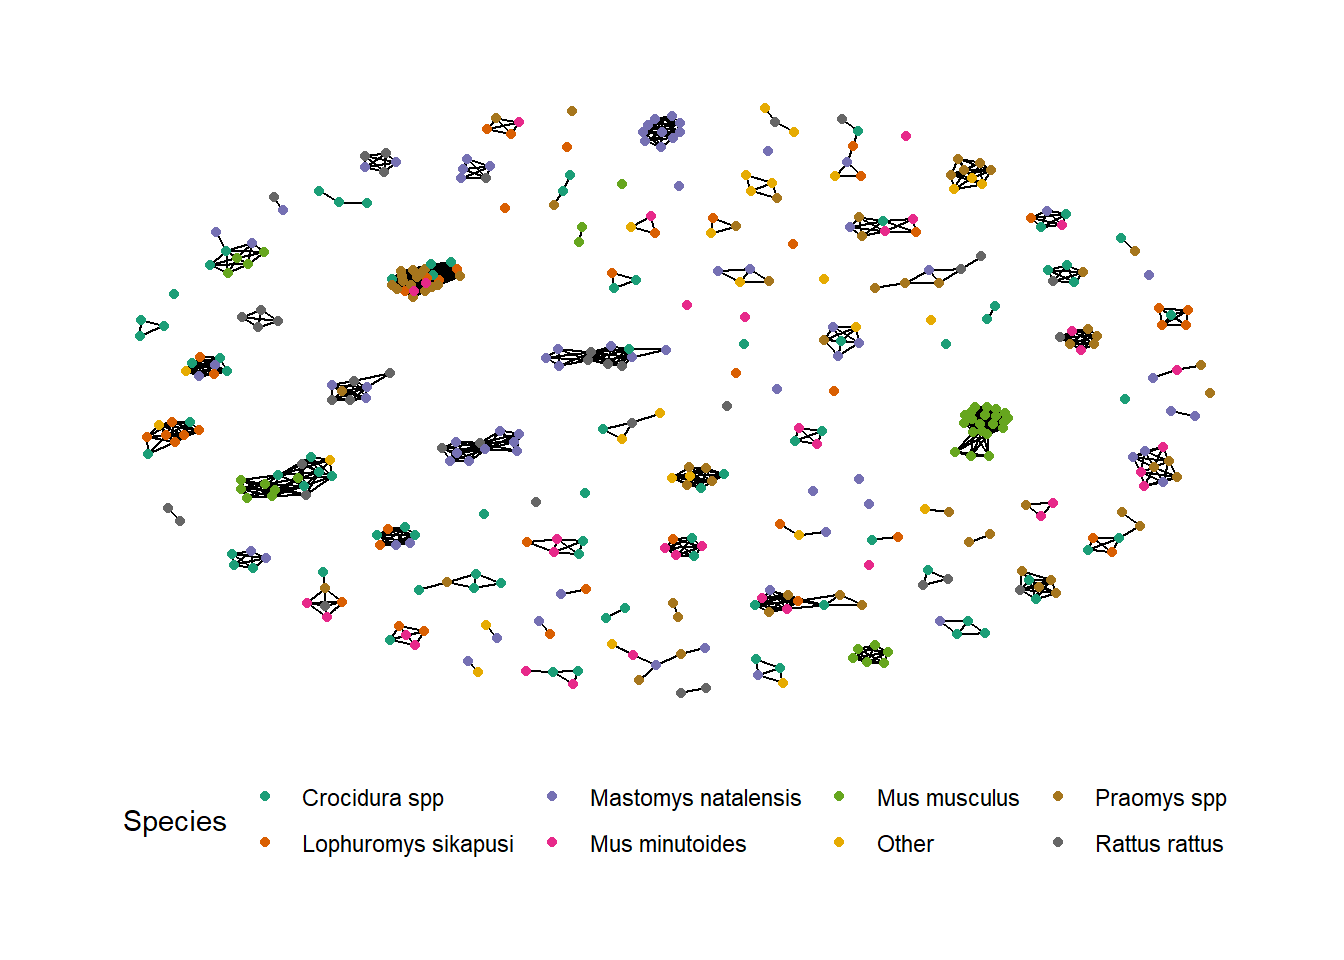 Species
Crocidura spp
Mastomys natalensis
Mus musculus
Praomys spp
Lophuromys sikapusi
Mus minutoides
Other
Rattus rattus